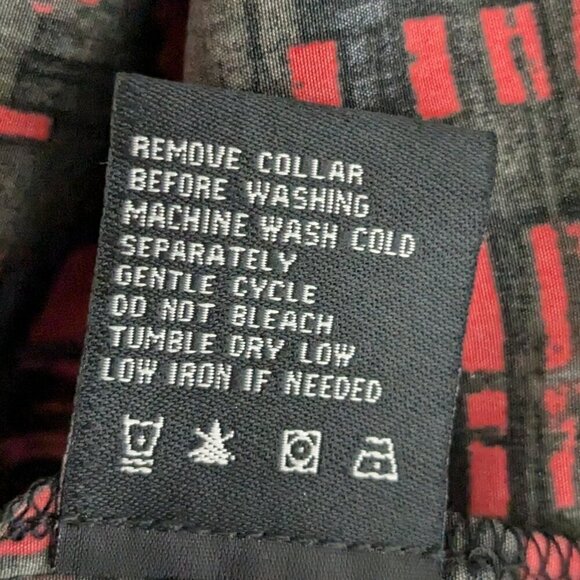 REMOVE COLLAR
BEFORE WASHING
MACHINE WASH COLD
SEPARATELY
GENTLE CYCLE
DO NOT BLEACH
TUMBLE DRY LOW
LOW IRON IF NEEDED